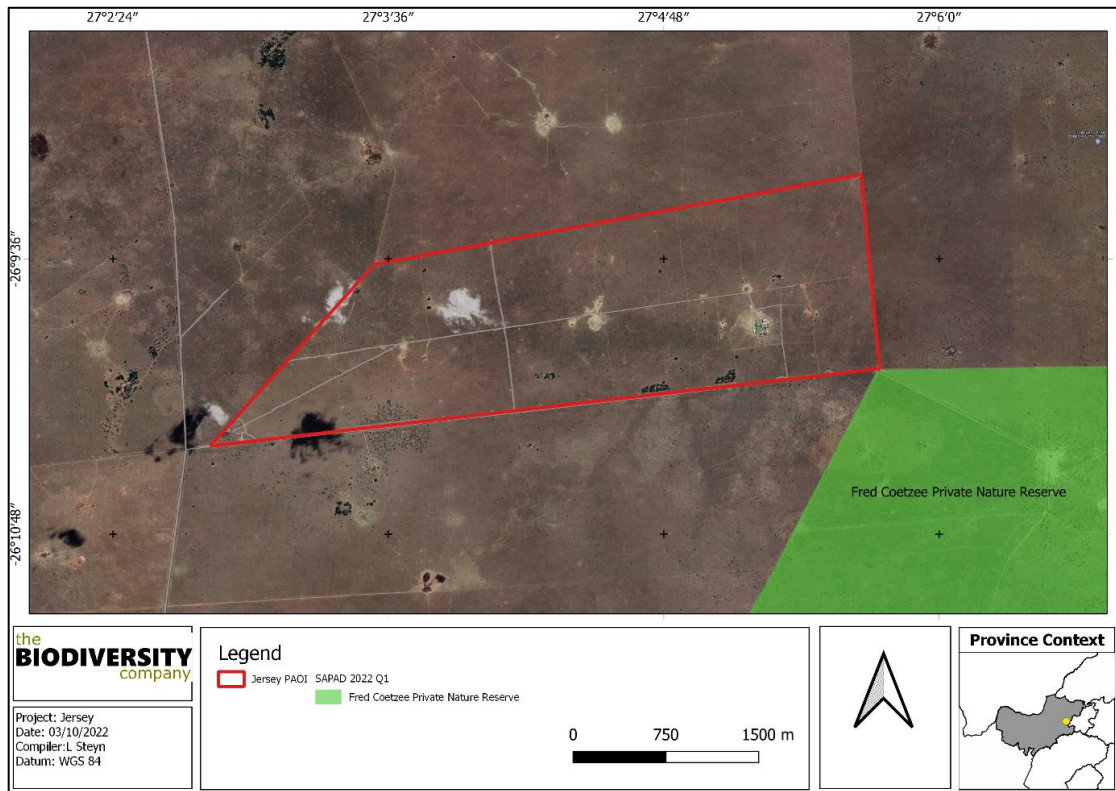 27°2'24" 27°3'36" 27°4'48" 27°6'0"
-26°9'36"
-26°10'48"
Fred Coetzee Private Nature Reserve
the
BIODIVERSITY
company
Project: Jersey
Date: 03/10/2022
Compiler:L Steyn
Datum: WGS 84
Legend
Jersey PAOI SAPAD 2022 Q1
Fred Coetzee Private Nature Reserve
0 750 1500 m
Province Context